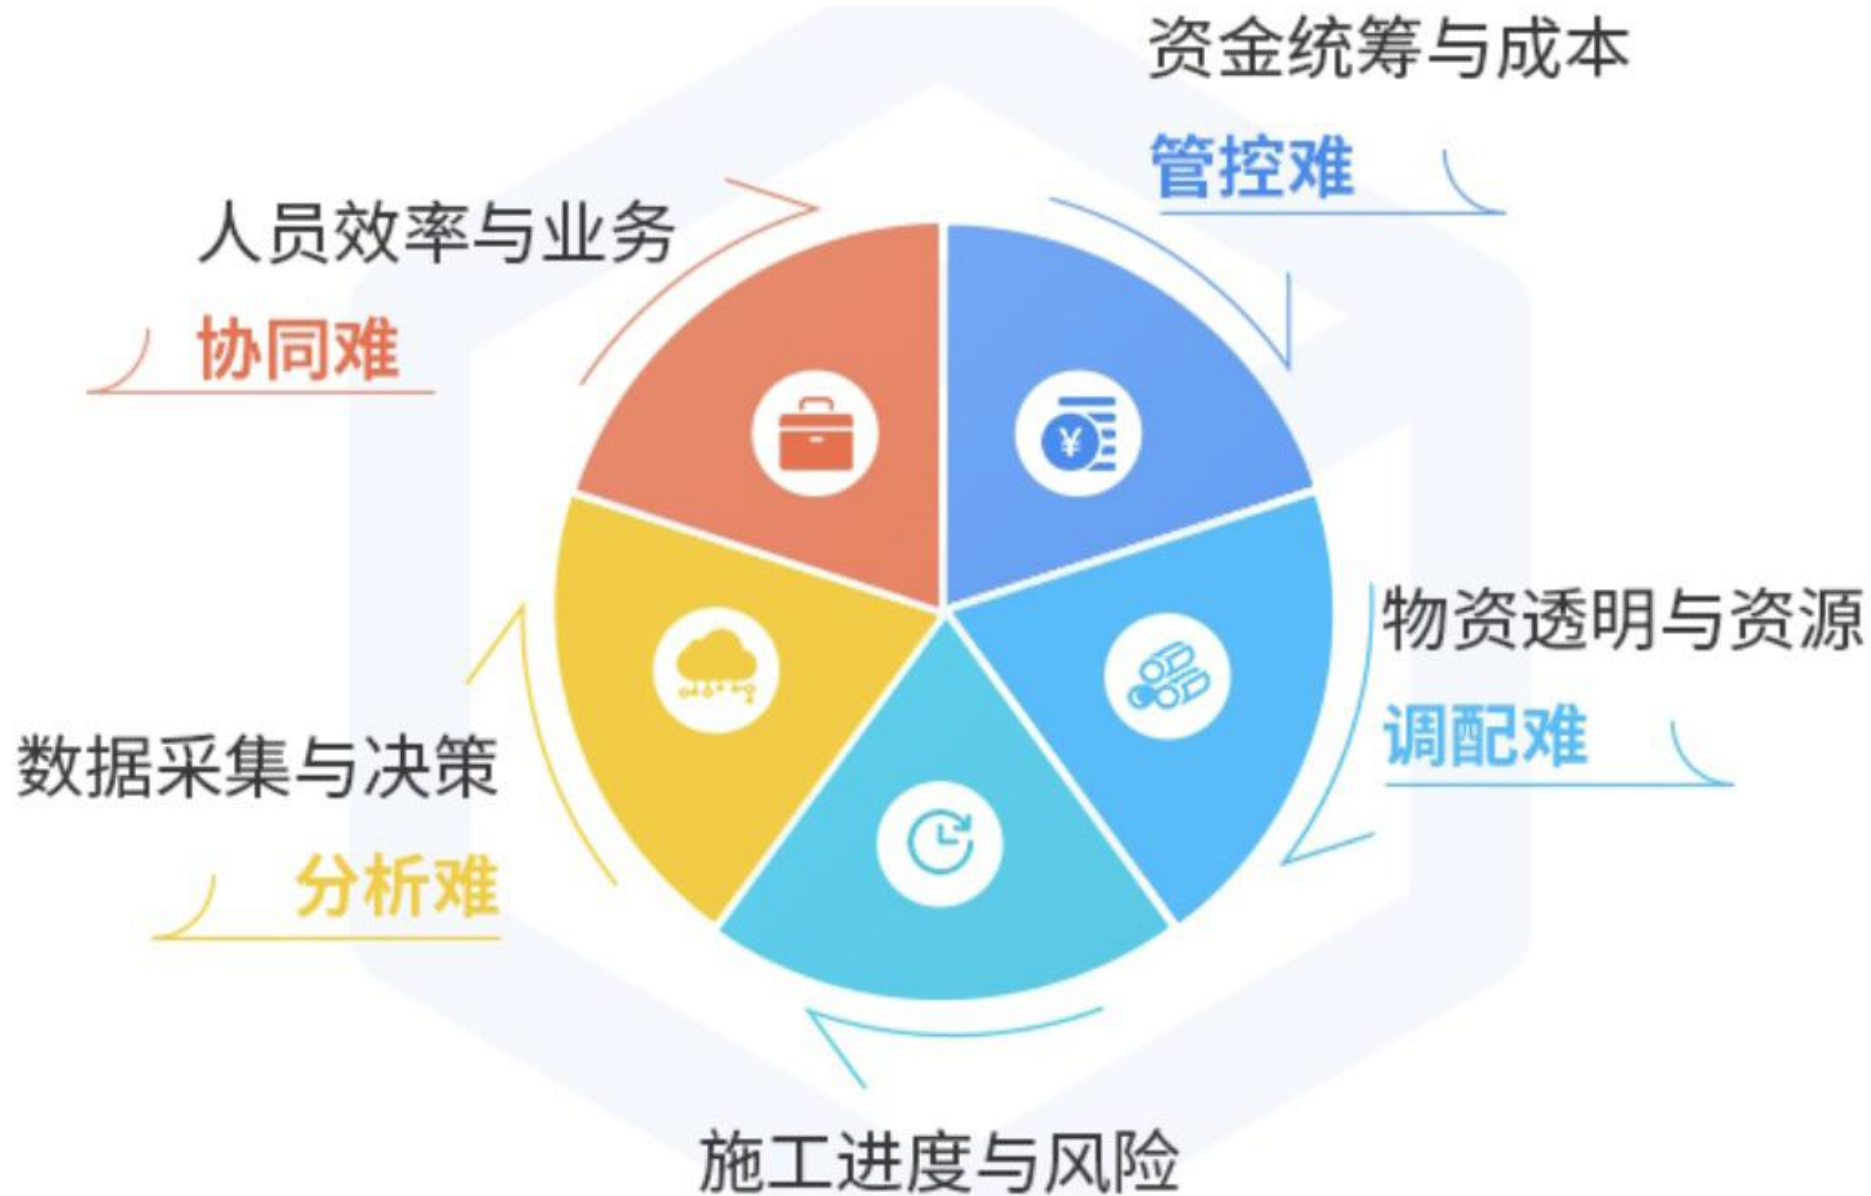 资金统筹与成本
管控难
人员效率与业务
协同难
¥
物资透明与资源
调配难
数据采集与决策
分析难
施工进度与风险